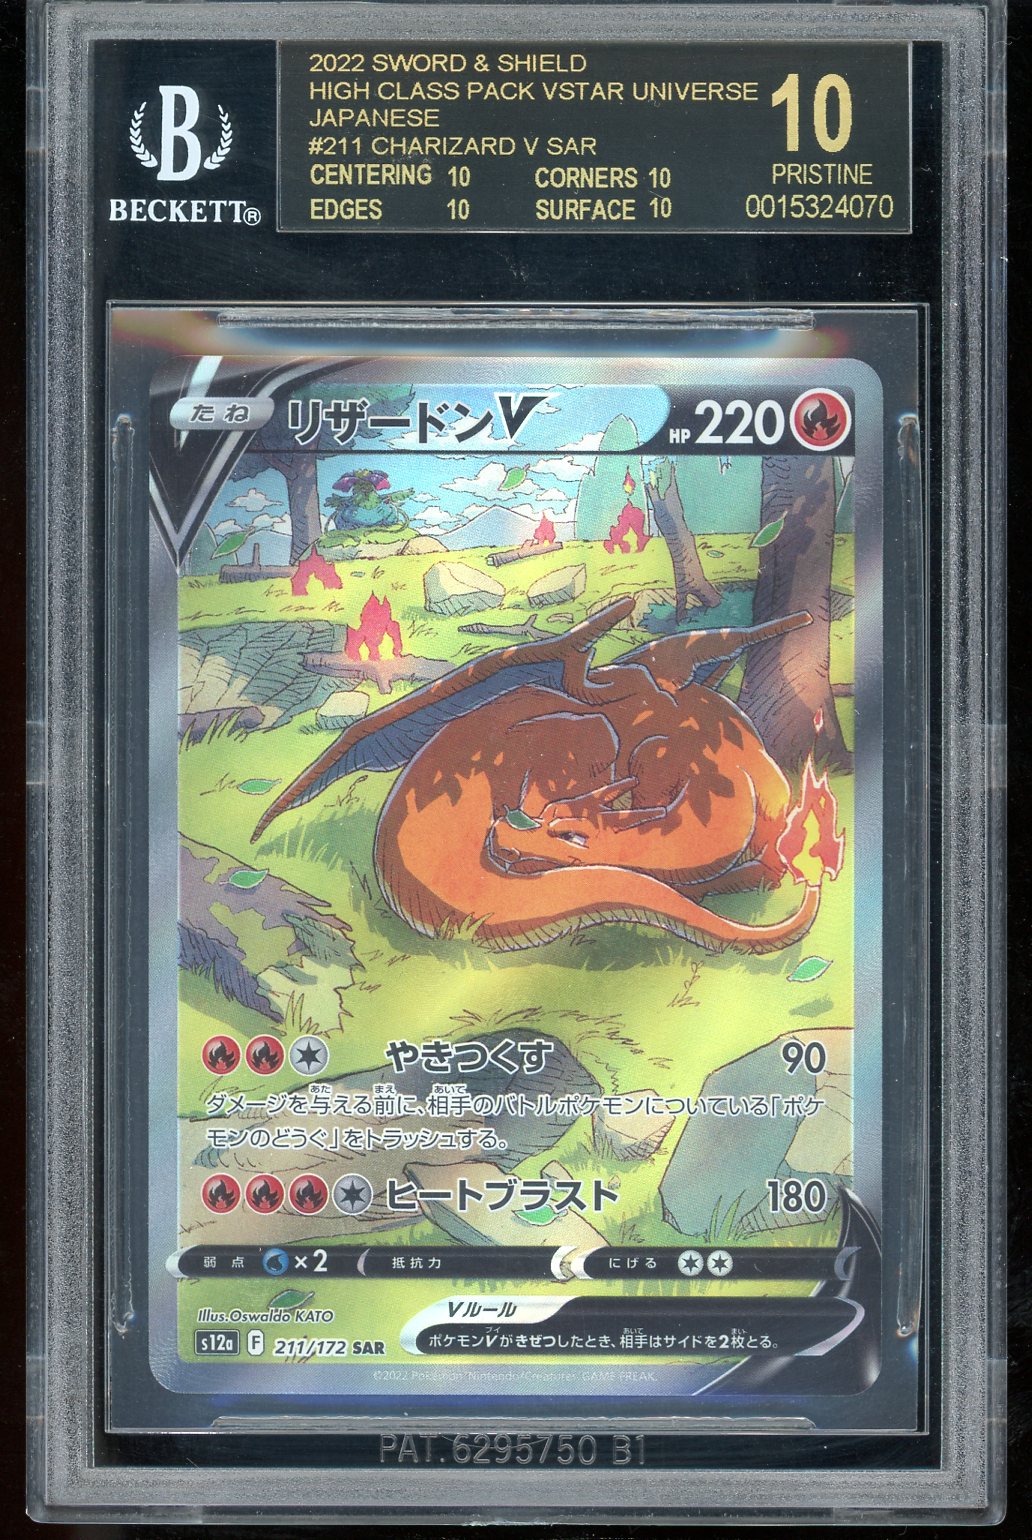 2022 SWORD & SHIELD
HIGH CLASS PACK VSTAR UNIVERSE
JAPANESE
#211 CHARIZARD V SAR
CENTERING 10 CORNERS 10
EDGES 10 SURFACE 10
10
PRISTINE
0015324070
B
BECKETT®
たね
リザードンV
HP 220
やきつくす 90
ダメージを与える前に、相手のバトルポケモンについている「ポケ
モンのどうぐ」をトラッシュする。
ヒートブラスト 180
弱点 ×2 抵抗力 にげる
Illus.Oswaldo KATO
s12a F 211/172 SAR
Vルール
ポケモンVがきぜつしたとき、相手はサイドを2枚とる。
©2022 Pokémon/Nintendo/Creatures/GAME FREAK.
PAT.6295750 B1